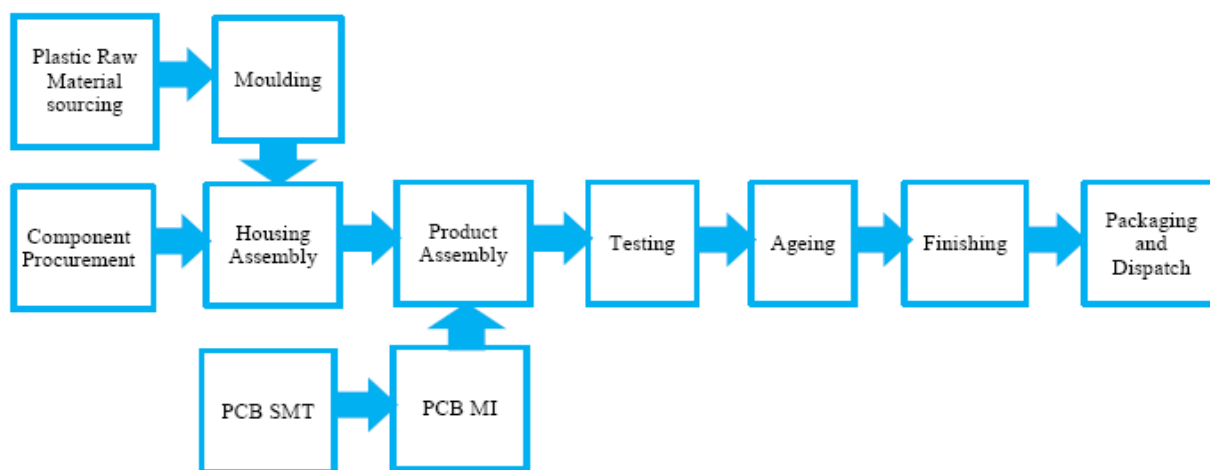 Plastic Raw
Material
sourcing
Moulding
Component
Procurement
Housing
Assembly
Product
Assembly
Testing
Ageing
Finishing
Packaging
and
Dispatch
PCB SMT
PCB MI